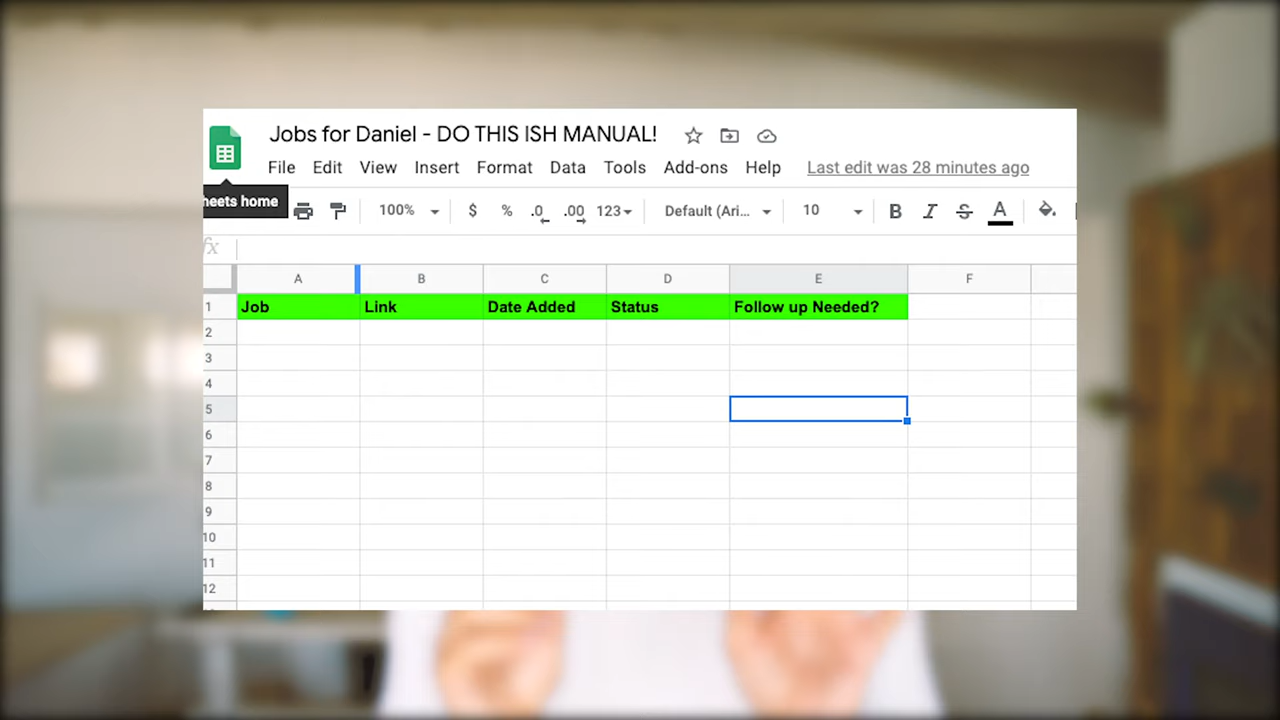 Jobs for Daniel - DO THIS ISH MANUAL!
File Edit View Insert Format Data Tools Add-ons Help Last edit was 28 minutes ago
heets home
100% $ % .0 .00 123 Default (Ari... 10 B I S A
fx
A B C D E F
1 Job Link Date Added Status Follow up Needed?
2
3
4
5
6
7
8
9
10
11
12